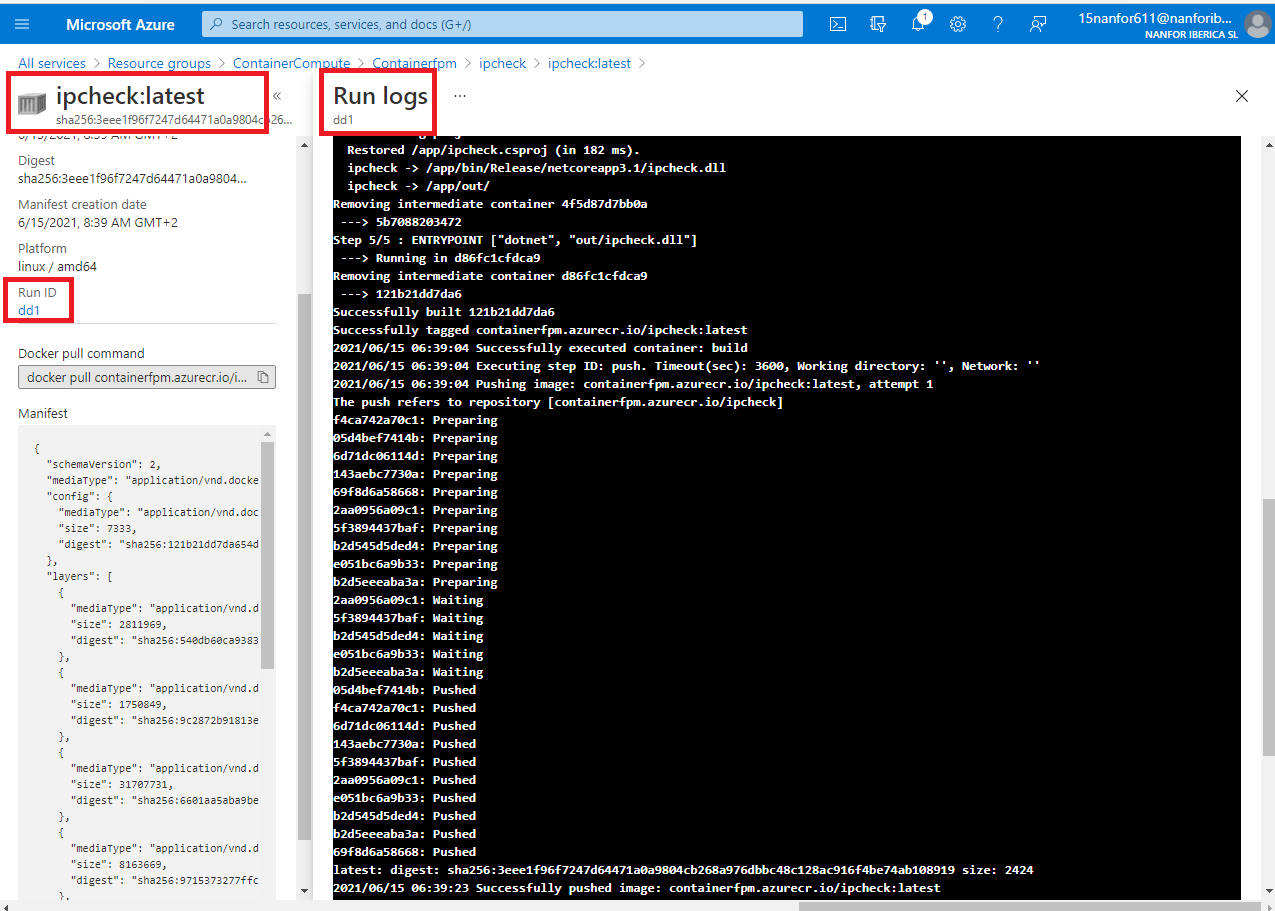 Microsoft Azure
Search resources, services, and docs (G+/)
1
15nanfor611@nanforib...
NANFOR IBERICA SL
All services > Resource groups > ContainerCompute > Containerfpm > ipcheck > ipcheck:latest >
ipcheck:latest
sha256:3eee1f96f7247d64471a0a9804cb26...
6/15/2021, 8:39 AM GMT+2
Digest
sha256:3eee1f96f7247d64471a0a9804...
Manifest creation date
6/15/2021, 8:39 AM GMT+2
Platform
linux / amd64
Run ID
dd1
Docker pull command
docker pull containerfpm.azurecr.io/i...
Manifest
{
"schemaVersion": 2,
"mediaType": "application/vnd.docke
"config": {
"mediaType": "application/vnd.doc
"size": 7333,
"digest": "sha256:121b21dd7da654d
},
"layers": [
{
"mediaType": "application/vnd.d
"size": 2811969,
"digest": "sha256:540db60ca9383
},
{
"mediaType": "application/vnd.d
"size": 1750849,
"digest": "sha256:9c2872b91813e
},
{
"mediaType": "application/vnd.d
"size": 31707731,
"digest": "sha256:6601aa5aba9be
},
{
"mediaType": "application/vnd.d
"size": 8163669,
"digest": "sha256:9715373277ffc
},
Run logs
...
dd1
Restored /app/ipcheck.csproj (in 182 ms).
ipcheck -> /app/bin/Release/netcoreapp3.1/ipcheck.dll
ipcheck -> /app/out/
Removing intermediate container 4f5d87d7bb0a
---> 5b7088203472
Step 5/5 : ENTRYPOINT ["dotnet", "out/ipcheck.dll"]
---> Running in d86fc1cfdca9
Removing intermediate container d86fc1cfdca9
---> 121b21dd7da6
Successfully built 121b21dd7da6
Successfully tagged containerfpm.azurecr.io/ipcheck:latest
2021/06/15 06:39:04 Successfully executed container: build
2021/06/15 06:39:04 Executing step ID: push. Timeout(sec): 3600, Working directory: '', Network: ''
2021/06/15 06:39:04 Pushing image: containerfpm.azurecr.io/ipcheck:latest, attempt 1
The push refers to repository [containerfpm.azurecr.io/ipcheck]
f4ca742a70c1: Preparing
05d4bef7414b: Preparing
6d71dc06114d: Preparing
143aebc7730a: Preparing
69f8d6a58668: Preparing
2aa0956a09c1: Preparing
5f3894437baf: Preparing
b2d545d5ded4: Preparing
e051bc6a9b33: Preparing
b2d5eeeaba3a: Preparing
2aa0956a09c1: Waiting
5f3894437baf: Waiting
b2d545d5ded4: Waiting
e051bc6a9b33: Waiting
b2d5eeeaba3a: Waiting
05d4bef7414b: Pushed
f4ca742a70c1: Pushed
6d71dc06114d: Pushed
143aebc7730a: Pushed
5f3894437baf: Pushed
2aa0956a09c1: Pushed
e051bc6a9b33: Pushed
b2d545d5ded4: Pushed
b2d5eeeaba3a: Pushed
69f8d6a58668: Pushed
latest: digest: sha256:3eee1f96f7247d64471a0a9804cb268a976dbbc48c128ac916f4be74ab108919 size: 2424
2021/06/15 06:39:23 Successfully pushed image: containerfpm.azurecr.io/ipcheck:latest